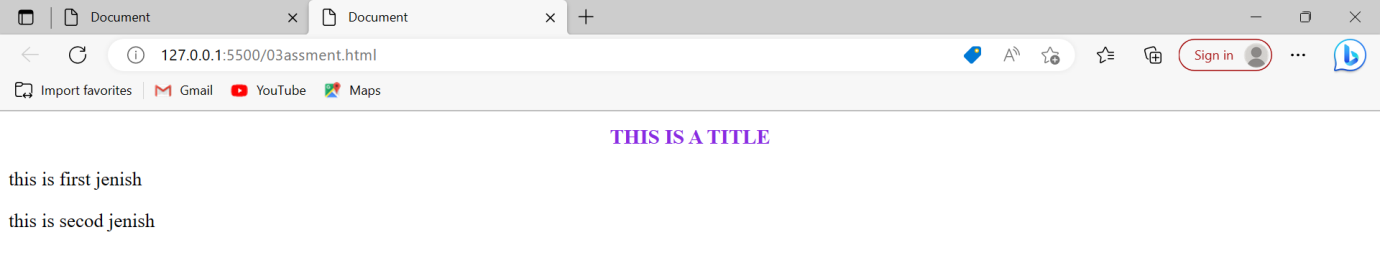 Document Document
127.0.0.1:5500/03assment.html Sign in
Import favorites Gmail YouTube Maps
THIS IS A TITLE
this is first jenish
this is secod jenish